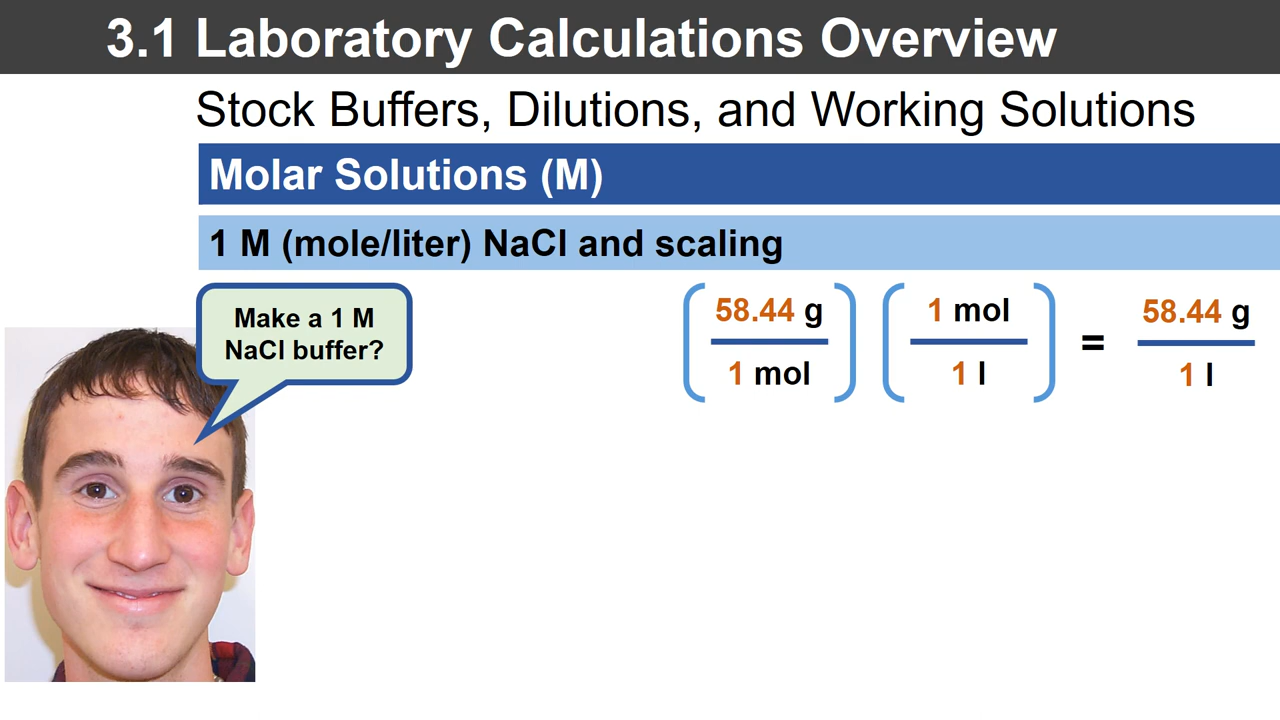 3.1 Laboratory Calculations Overview
Stock Buffers, Dilutions, and Working Solutions
Molar Solutions (M)
1 M (mole/liter) NaCl and scaling
Make a 1 M
NaCl buffer?
58.44 g
1 mol
1 mol
1 l
=
58.44 g
1 l